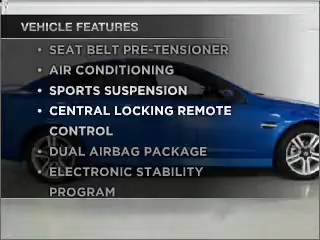 VEHICLE FEATURES
• SEAT BELT PRE-TENSIONER
• AIR CONDITIONING
• SPORTS SUSPENSION
• CENTRAL LOCKING REMOTE
CONTROL
• DUAL AIRBAG PACKAGE
• ELECTRONIC STABILITY
PROGRAM